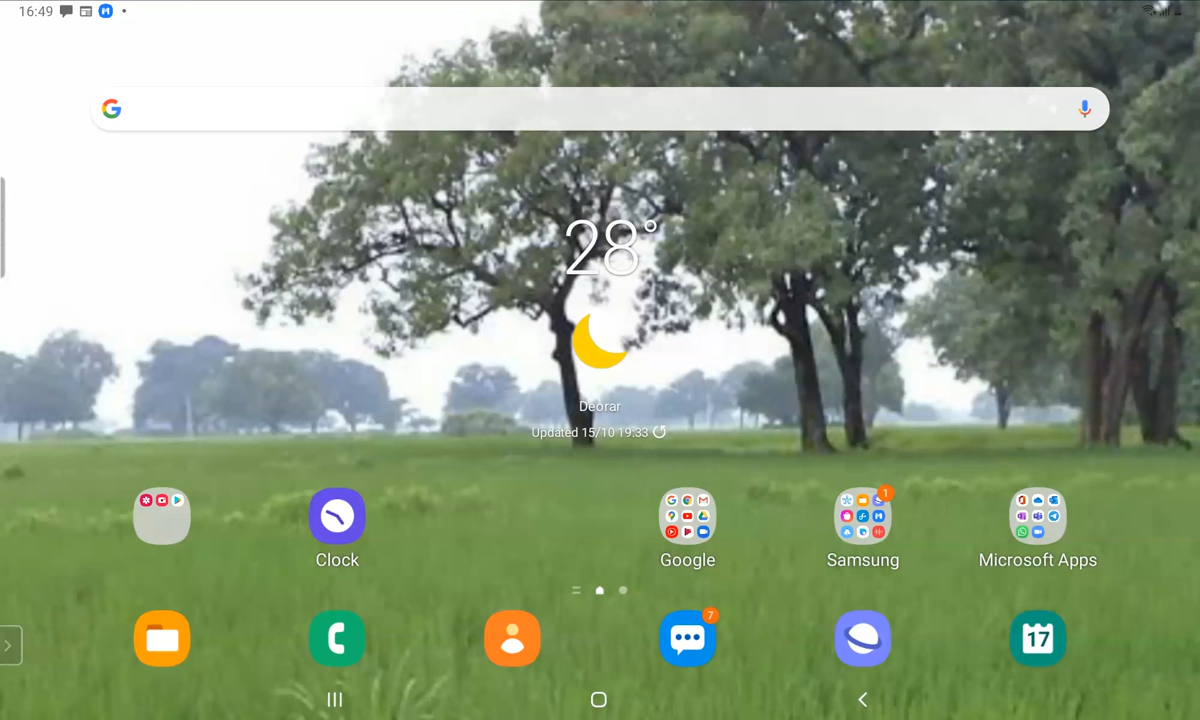 16:49
28°
Deorar
Updated 15/10 19:33
1
Clock
Google
Samsung
Microsoft Apps
7
17